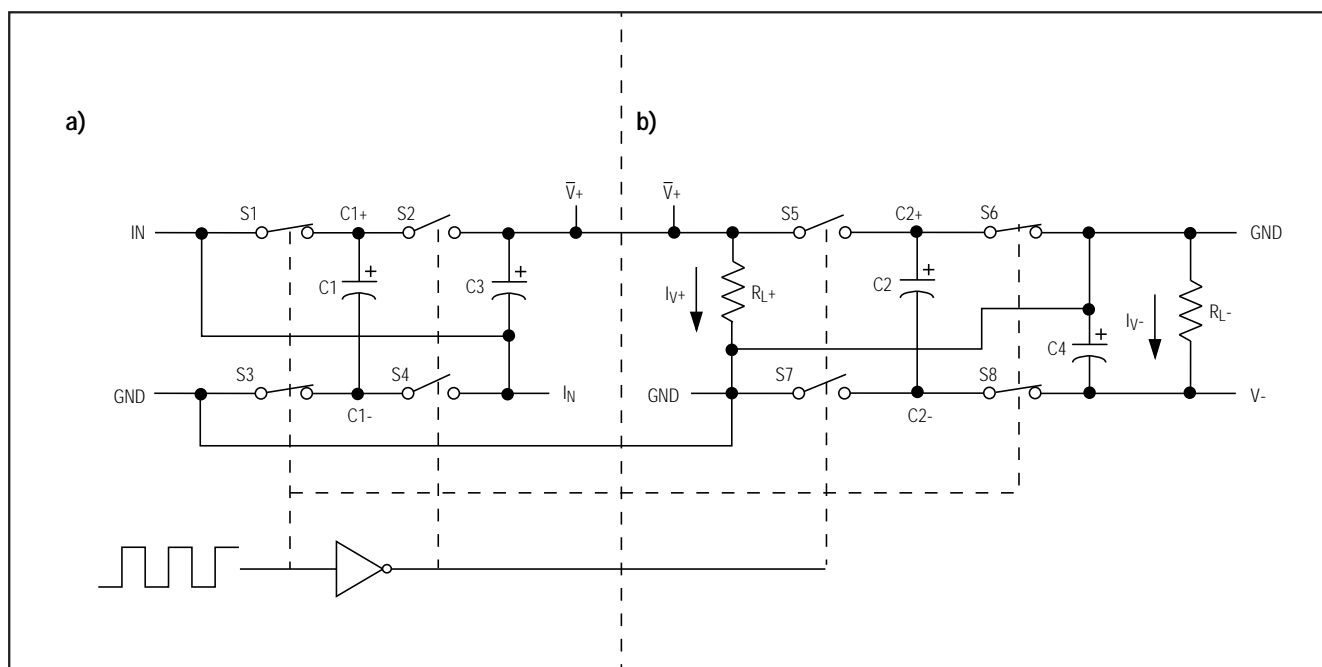 a)
b)
V̅+
V̅+
IN
S1
C1+
S2
S5
C2+
S6
GND
C1
+
C3
+
IV+
RL+
C2
+
IV-
RL-
C4
+
GND
S3
C1-
S4
IN
GND
S7
C2-
S8
V-